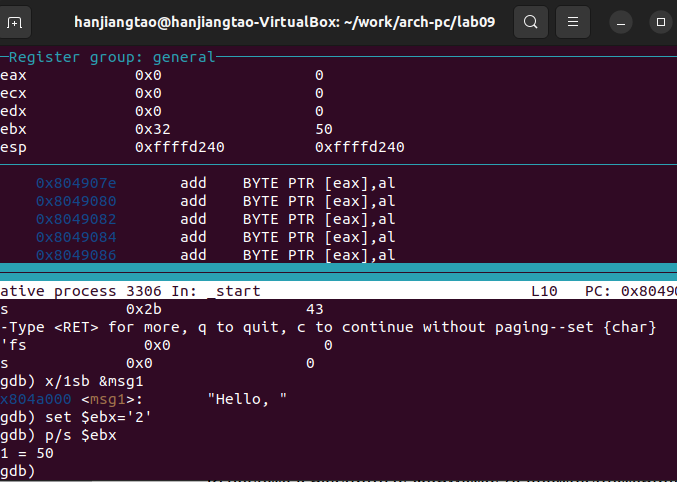 hanjiangtao@hanjiangtao-VirtualBox: ~/work/arch-pc/lab09
Register group: general
eax 0x0 0
ecx 0x0 0
edx 0x0 0
ebx 0x32 50
esp 0xffffd240 0xffffd240
0x804907e add BYTE PTR [eax],al
0x8049080 add BYTE PTR [eax],al
0x8049082 add BYTE PTR [eax],al
0x8049084 add BYTE PTR [eax],al
0x8049086 add BYTE PTR [eax],al
ative process 3306 In: _start L10 PC: 0x8049
s 0x2b 43
-Type <RET> for more, q to quit, c to continue without paging--set {char}
'fs 0x0 0
s 0x0 0
gdb) x/1sb &msg1
x804a000 <msg1>: "Hello, "
gdb) set $ebx='2'
gdb) p/s $ebx
1 = 50
gdb)